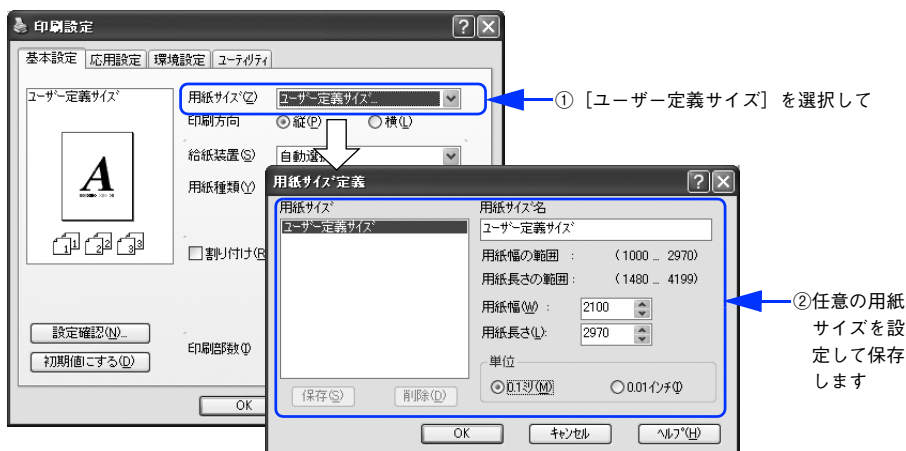 印刷設定
基本設定 応用設定 環境設定 ユーティリティ
ユーザー定義サイズ
A
1 1 2 2 3 3
設定確認(N)...
初期値にする(D)
用紙サイズ(Z) ユーザー定義サイズ...
印刷方向 縦(P) 横(L)
給紙装置(S) 自動選
用紙種類(Y)
割り付け(R
印刷部数(I)
OK
① [ユーザー定義サイズ] を選択して
用紙サイズ定義
用紙サイズ
ユーザー定義サイズ
保存(S) 削除(D)
用紙サイズ名
ユーザー定義サイズ
用紙幅の範囲 : (1000 ... 2970)
用紙長さの範囲 : (1480 ... 4199)
用紙幅(W) : 2100
用紙長さ(L): 2970
単位
0.1ミリ(M) 0.01インチ(I)
OK キャンセル ヘルプ(H)
②任意の用紙
サイズを設
定して保存
します